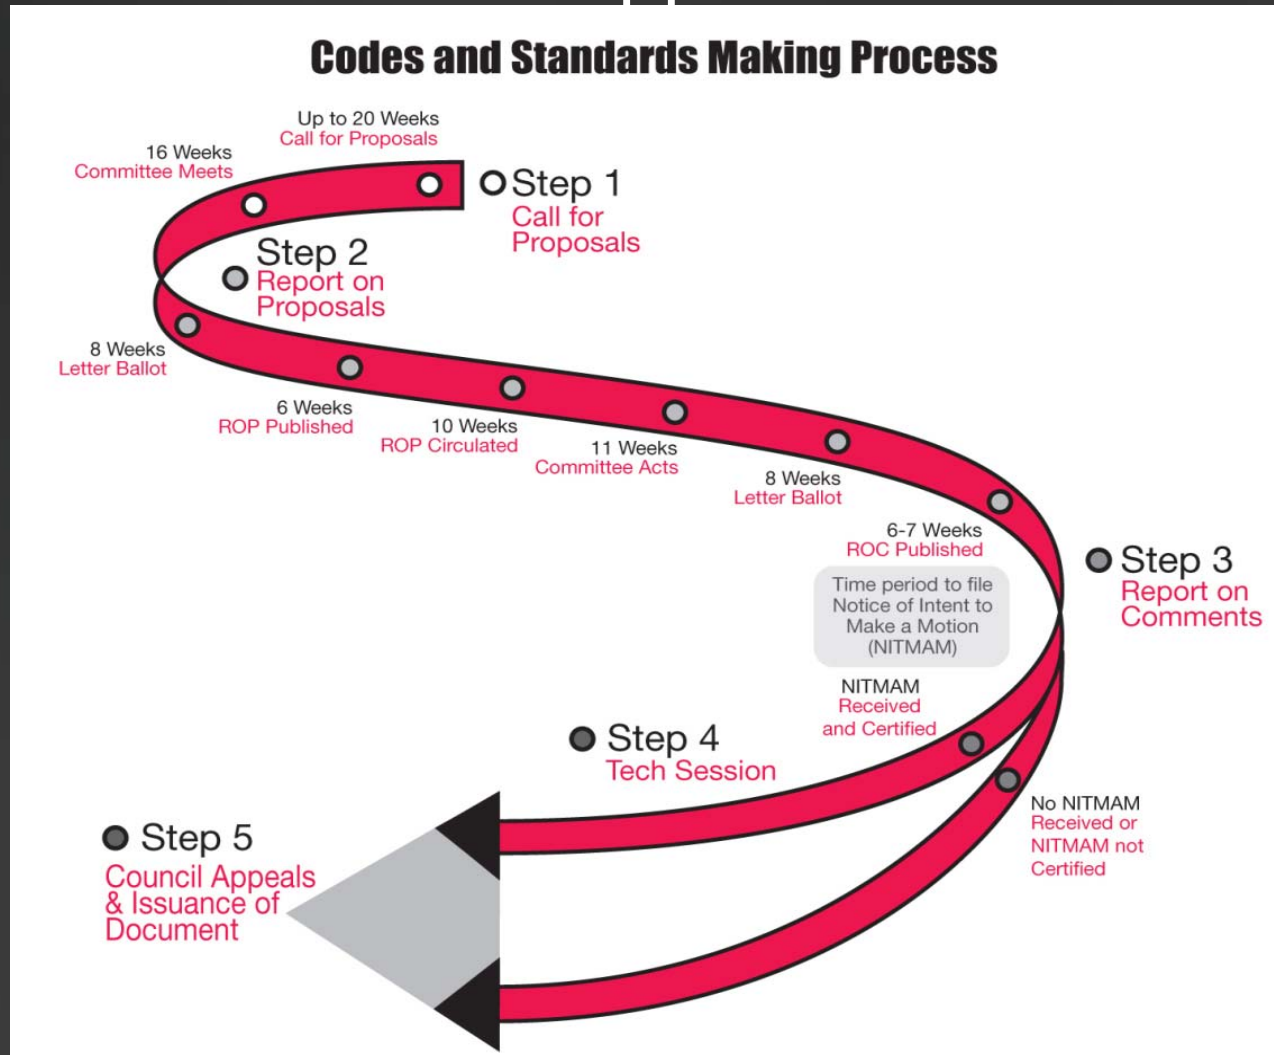 Codes and Standards Making Process
Up to 20 Weeks
Call for Proposals
16 Weeks
Committee Meets
Step 1
Call for
Proposals
Step 2
Report on
Proposals
8 Weeks
Letter Ballot
6 Weeks
ROP Published
10 Weeks
ROP Circulated
11 Weeks
Committee Acts
8 Weeks
Letter Ballot
6-7 Weeks
ROC Published
Step 3
Report on
Comments
Time period to file
Notice of Intent to
Make a Motion
(NITMAM)
NITMAM
Received
and Certified
Step 4
Tech Session
No NITMAM
Received or
NITMAM not
Certified
Step 5
Council Appeals
& Issuance of
Document